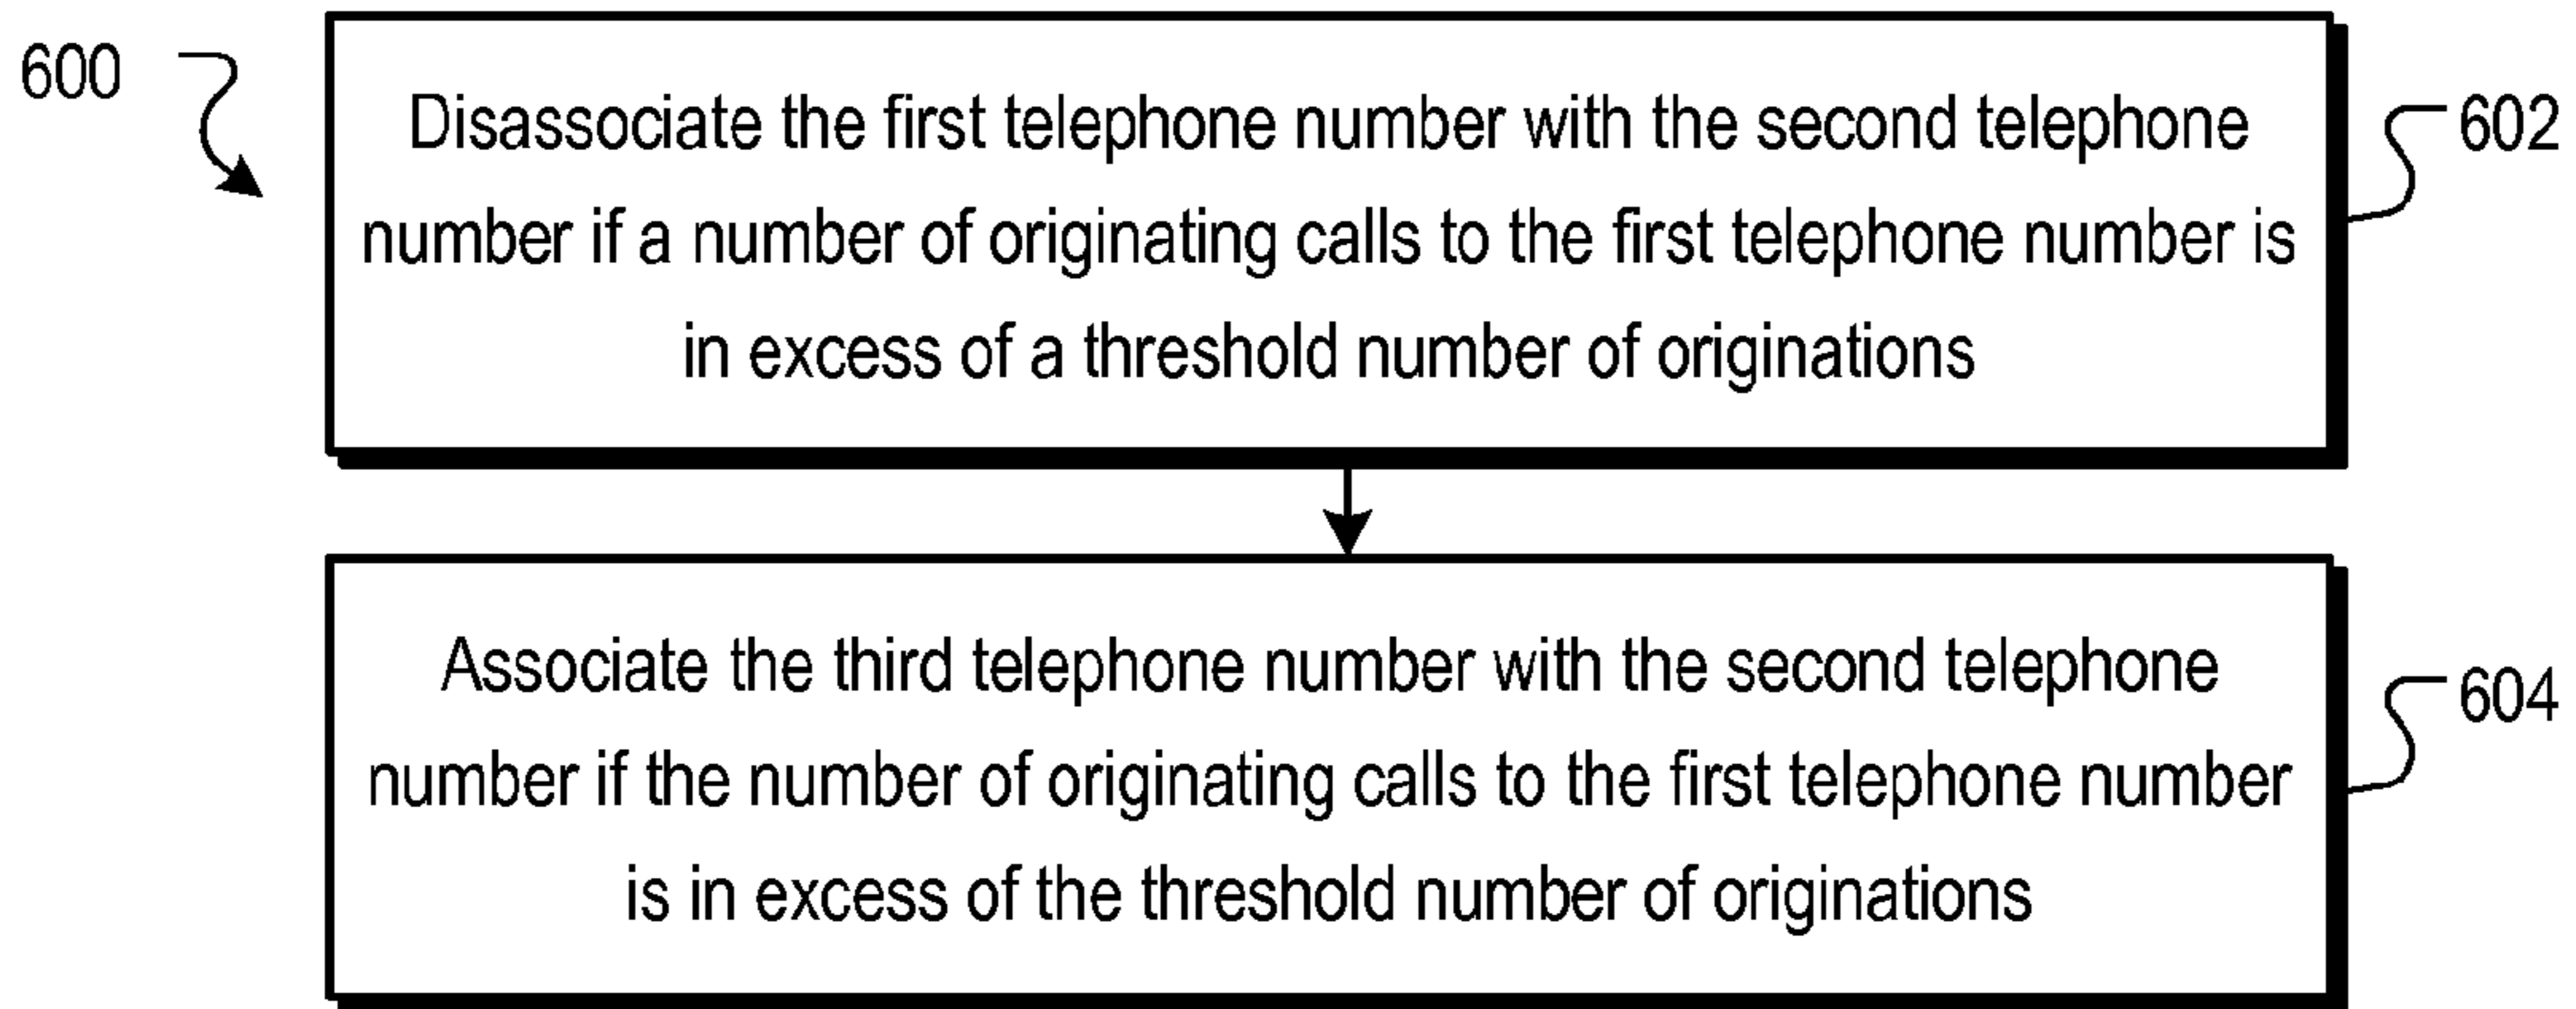 600
Disassociate the first telephone number with the second telephone
number if a number of originating calls to the first telephone number is
in excess of a threshold number of originations
602
Associate the third telephone number with the second telephone
number if the number of originating calls to the first telephone number
is in excess of the threshold number of originations
604